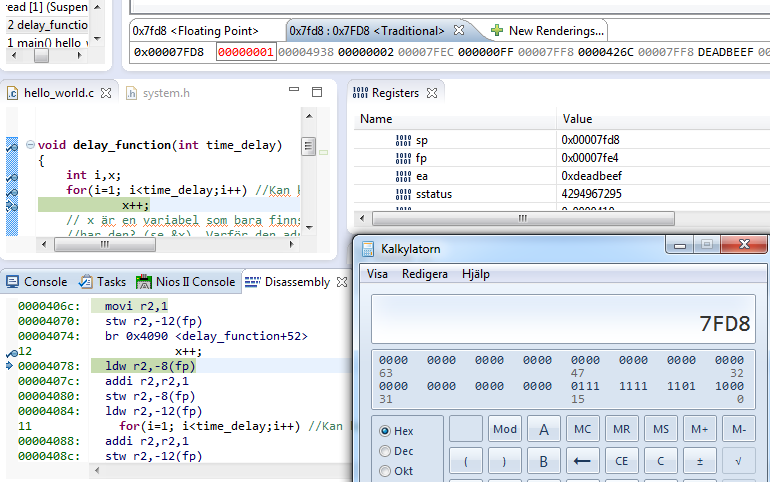 read [1] (Suspen
2 delay_functio
1 main() hello_v
0x7fd8 <Floating Point>
0x7fd8 : 0x7FD8 <Traditional>
New Renderings...
0x00007FD8 00000001 00004938 00000002 00007FEC 000000FF 00007FF8 0000426C 00007FF8 DEADBEEF
hello_world.c
system.h
void delay_function(int time_delay)
{
int i,x;
for(i=1; i<time_delay;i++) //Kan
x++;
// x är en variabel som bara finns
//har den? (se &x). Varför den
Registers
Name Value
sp 0x00007fd8
fp 0x00007fe4
ea 0xdeadbeef
sstatus 4294967295
Console Tasks Nios II Console Disassembly
0000406c: movi r2,1
00004070: stw r2,-12(fp)
00004074: br 0x4090 <delay_function+52>
12 x++;
00004078: ldw r2,-8(fp)
0000407c: addi r2,r2,1
00004080: stw r2,-8(fp)
00004084: ldw r2,-12(fp)
11 for(i=1; i<time_delay;i++) //Kan
00004088: addi r2,r2,1
0000408c: stw r2,-12(fp)
Kalkylatorn
Visa Redigera Hjälp
7FD8
0000 0000 0000 0000 0000 0000 0000 0000
63 47 32
0000 0000 0000 0000 0111 1111 1101 1000
31 15 0
Hex
Dec
Okt
Mod A MC MR MS M+ M-
( ) B ← CE C ± √